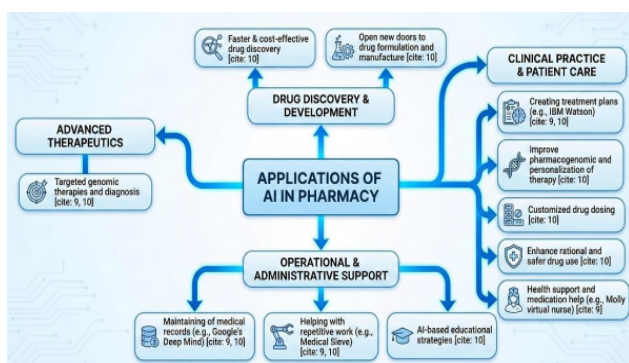 Faster & cost-effective
drug discovery
[cite: 10]
Open new doors to
drug formulation and
manufacture [cite: 10]
CLINICAL PRACTICE
& PATIENT CARE
DRUG DISCOVERY &
DEVELOPMENT
Creating treatment plans
(e.g., IBM Watson)
[cite: 9, 10]
ADVANCED
THERAPEUTICS
Improve
pharmacogenomic and
personalization of
therapy [cite: 10]
Targeted genomic
therapies and diagnosis
[cite: 9, 10]
APPLICATIONS OF
AI IN PHARMACY
Customized drug dosing
[cite: 10]
Enhance rational and
safer drug use [cite: 10]
OPERATIONAL &
ADMINISTRATIVE SUPPORT
Health support and
medication help (e.g., Molly
virtual nurse) [cite: 9]
Maintaining of medical
records (e.g., Google's
Deep Mind) [cite: 9, 10]
Helping with
repetitive work (e.g.,
Medical Sieve)
[cite: 9, 10]
AI-based educational
strategies [cite: 10]